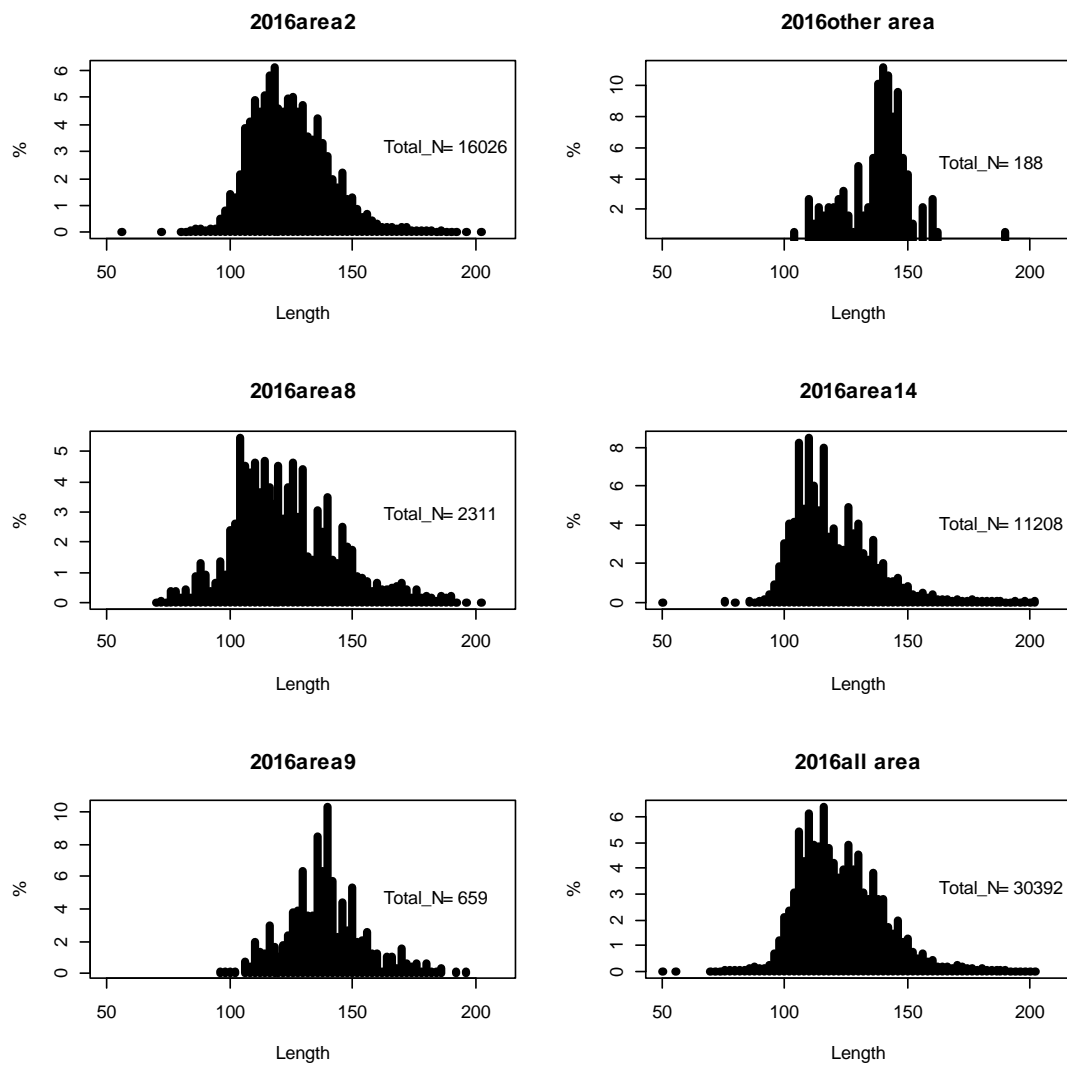 2016area2
%
6
5
4
3
2
1
0
Total_N= 16026
50 100 150 200
Length
2016other area
%
10
8
6
4
2
Total_N= 188
50 100 150 200
Length
2016area8
%
5
4
3
2
1
0
Total_N= 2311
50 100 150 200
Length
2016area14
%
8
6
4
2
0
Total_N= 11208
50 100 150 200
Length
2016area9
%
10
8
6
4
2
0
Total_N= 659
50 100 150 200
Length
2016all area
%
6
5
4
3
2
1
0
Total_N= 30392
50 100 150 200
Length